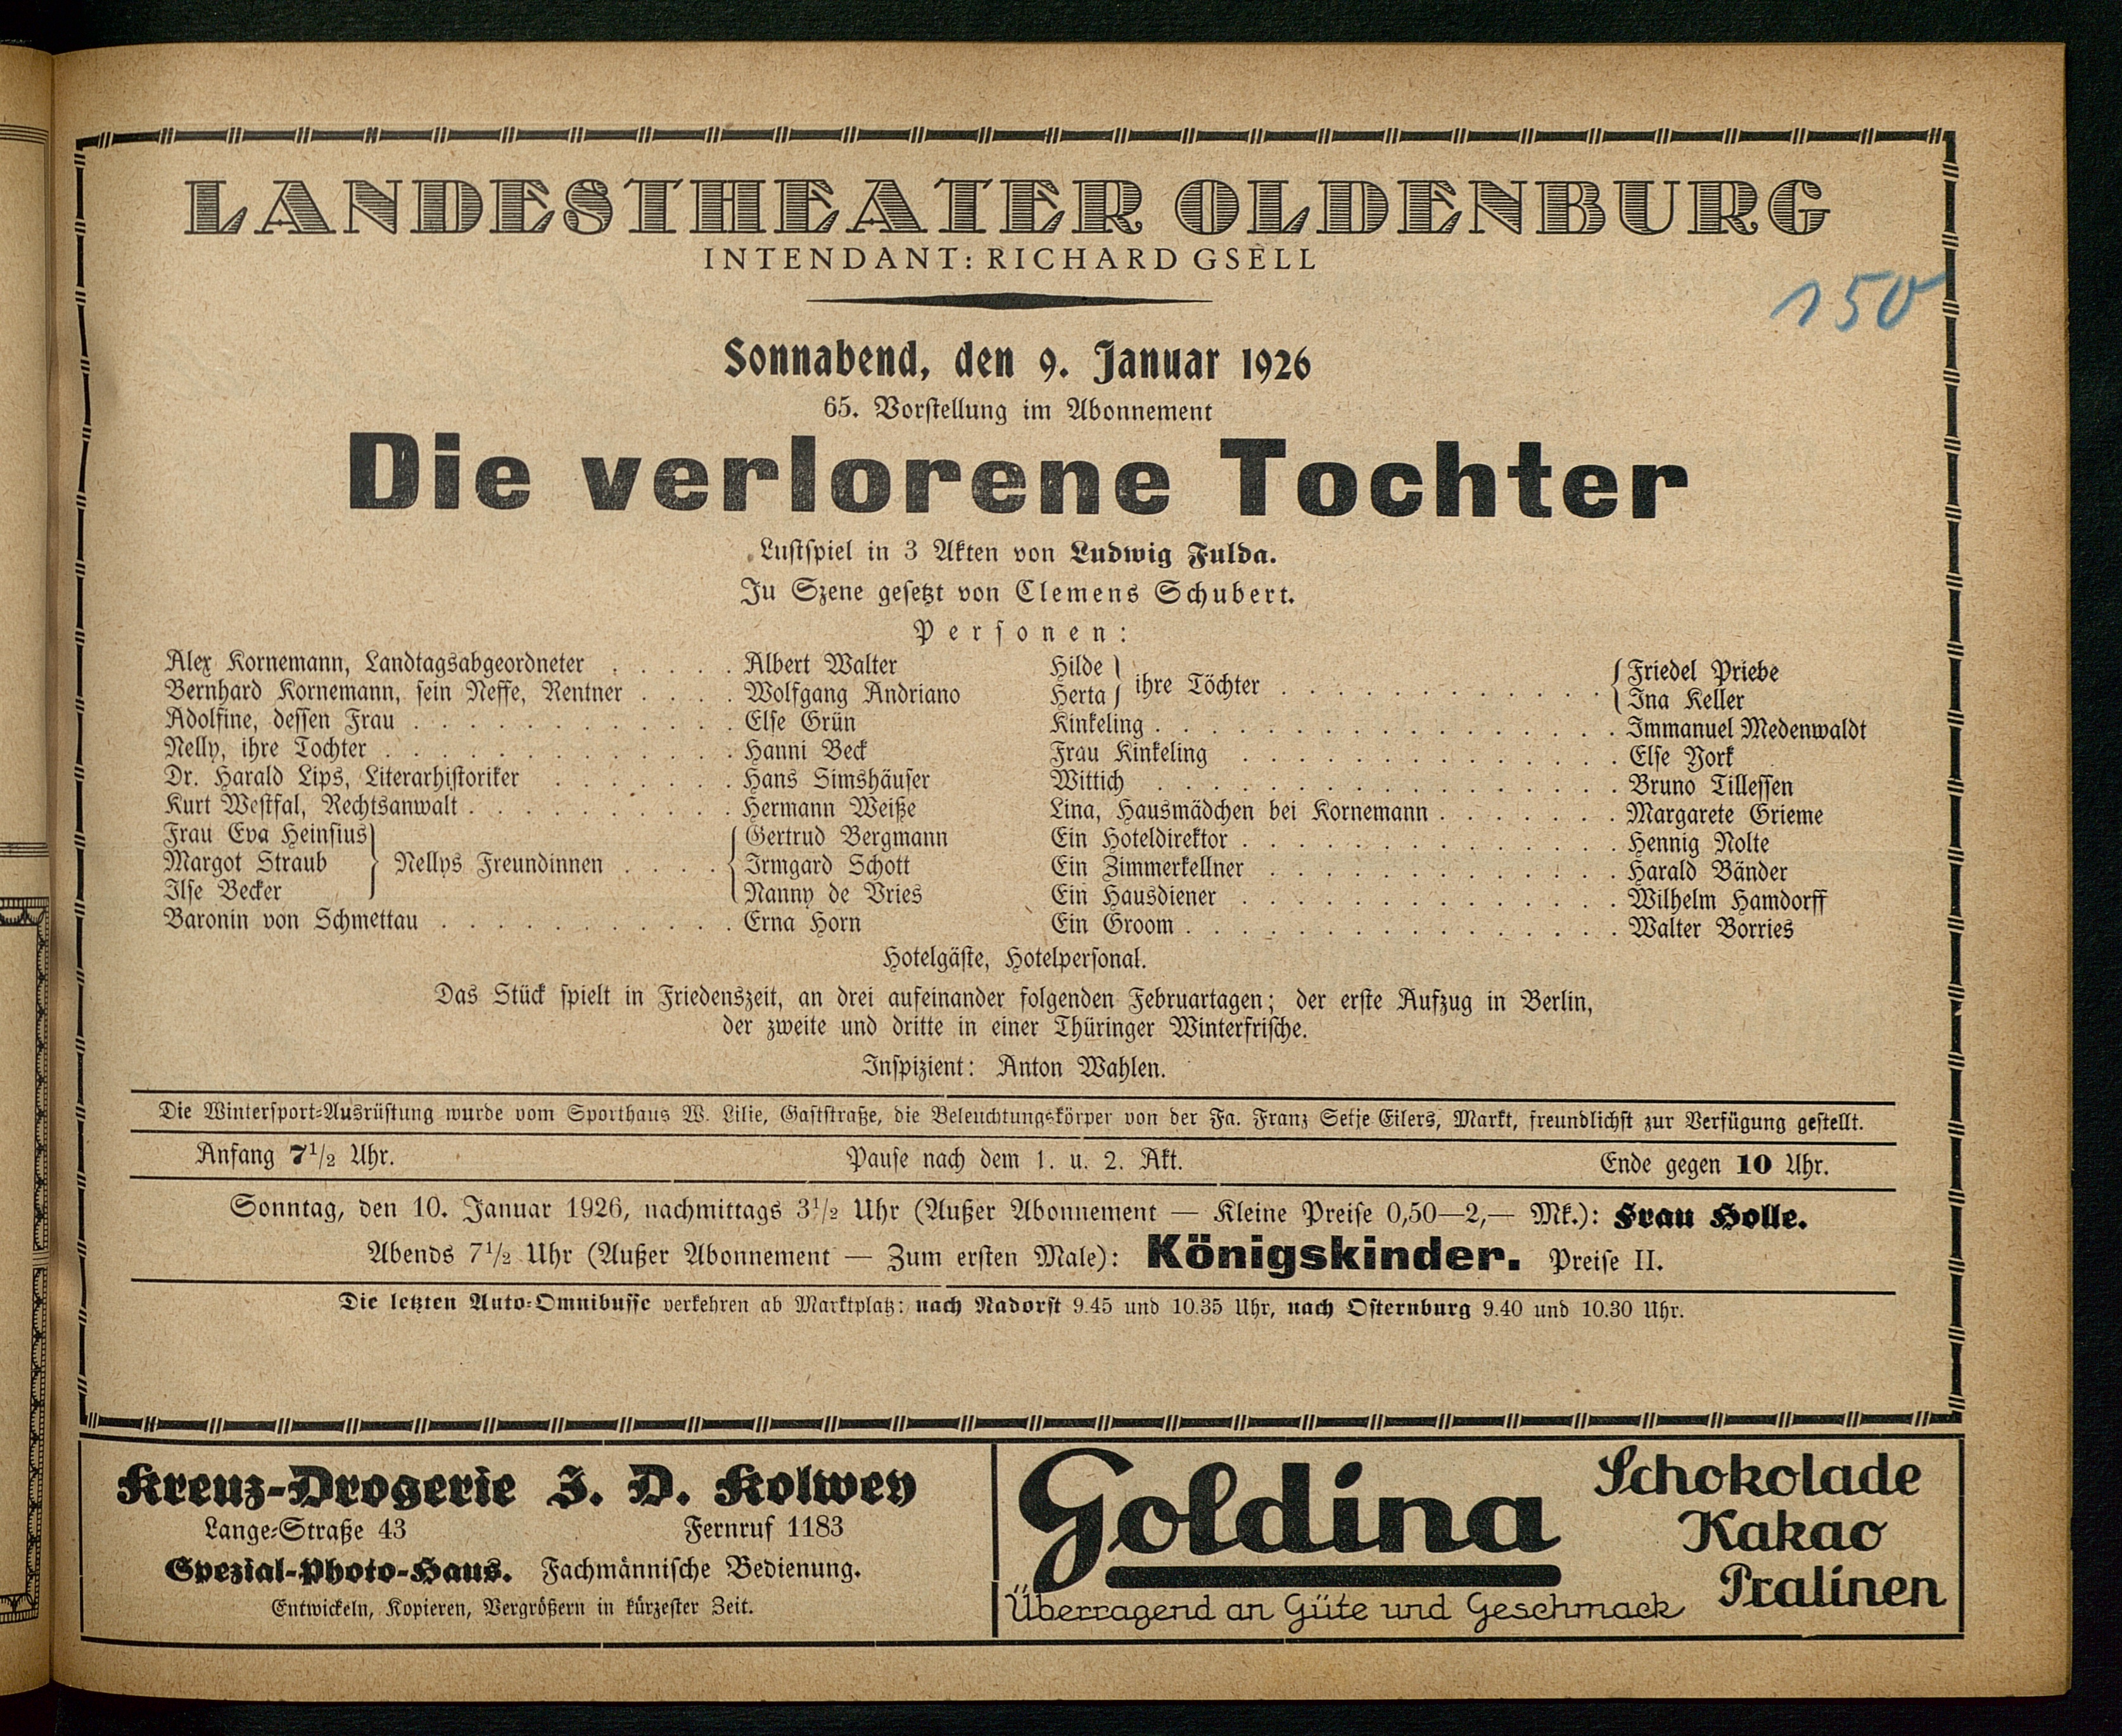 LANDESTHEATER OLDENBURG
INTENDANT: RICHARD GSELL
150
Sonnabend, den 9. Januar 1926
65. Vorstellung im Abonnement
Die verlorene Tochter
Lustspiel in 3 Akten von Ludwig Fulda.
In Szene gesetzt von Clemens Schubert.
Personen:
Alex Kornemann, Landtagsabgeordneter . . . . . Albert Walter
Bernhard Kornemann, sein Neffe, Rentner . . . . Wolfgang Andriano
Adolfine, dessen Frau . . . . . . . . . . . . Else Grün
Nelly, ihre Tochter . . . . . . . . . . . . . Hanni Beck
Dr. Harald Lips, Literarhistoriker . . . . . . . Hans Simshäuser
Kurt Westfal, Rechtsanwalt . . . . . . . . . . Hermann Weiße
Frau Eva Heinsius } { Gertrud Bergmann
Margot Straub } Nellys Freundinnen . . . . { Irmgard Schott
Ilse Becker } { Nanny de Vries
Baronin von Schmettau . . . . . . . . . . . Erna Horn
Hilde } { Friedel Priebe
Herta } ihre Töchter . . . . . . . . . . . . { Ina Keller
Kinkeling . . . . . . . . . . . . . . . . . Immanuel Medenwaldt
Frau Kinkeling . . . . . . . . . . . . . . Else York
Wittich . . . . . . . . . . . . . . . . . Bruno Tillessen
Lina, Hausmädchen bei Kornemann . . . . . . . Margarete Grieme
Ein Hoteldirektor . . . . . . . . . . . . . . Hennig Nolte
Ein Zimmerkellner . . . . . . . . . . . . . Harald Bänder
Ein Hausdiener . . . . . . . . . . . . . . Wilhelm Hamdorff
Ein Groom . . . . . . . . . . . . . . . . Walter Borries
Hotelgäste, Hotelpersonal.
Das Stück spielt in Friedenszeit, an drei aufeinander folgenden Februartagen; der erste Aufzug in Berlin,
der zweite und dritte in einer Thüringer Winterfrische.
Inspizient: Anton Wahlen.
Die Wintersport-Ausrüstung wurde vom Sporthaus W. Lilie, Gaststraße, die Beleuchtungskörper von der Fa. Franz Setje Eilers, Markt, freundlichst zur Verfügung gestellt.
Anfang 7 1/2 Uhr. Pause nach dem 1. u. 2. Akt. Ende gegen 10 Uhr.
Sonntag, den 10. Januar 1926, nachmittags 3 1/2 Uhr (Außer Abonnement — Kleine Preise 0,50—2,— Mk.): Frau Holle.
Abends 7 1/2 Uhr (Außer Abonnement — Zum ersten Male): Königskinder. Preise II.
Die letzten Auto-Omnibusse verkehren ab Marktplatz: nach Nadorst 9.45 und 10.35 Uhr, nach Osternburg 9.40 und 10.30 Uhr.
Kreuz-Drogerie J. D. Kolwey
Lange-Straße 43 Fernruf 1183
Spezial-Photo-Haus. Fachmännische Bedienung.
Entwickeln, Kopieren, Vergrößern in kürzester Zeit.
Goldina
Schokolade
Kakao
Pralinen
Überragend an Güte und Geschmack